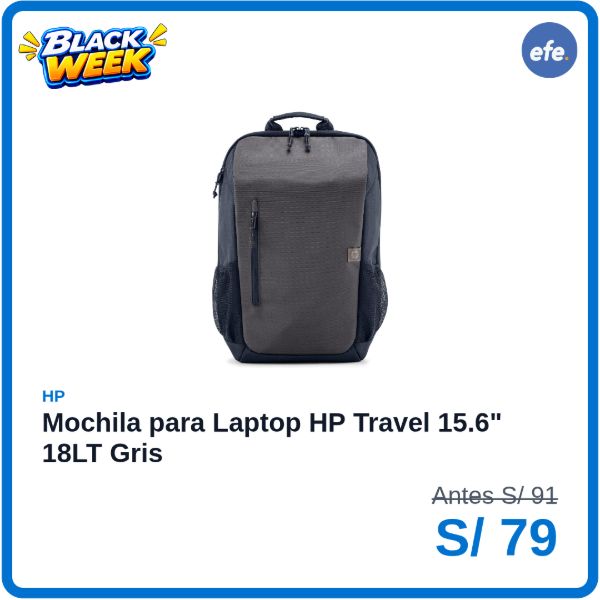 BLACK
WEEK
efe.
HP
Mochila para Laptop HP Travel 15.6"
18LT Gris
Antes S/ 91
S/ 79